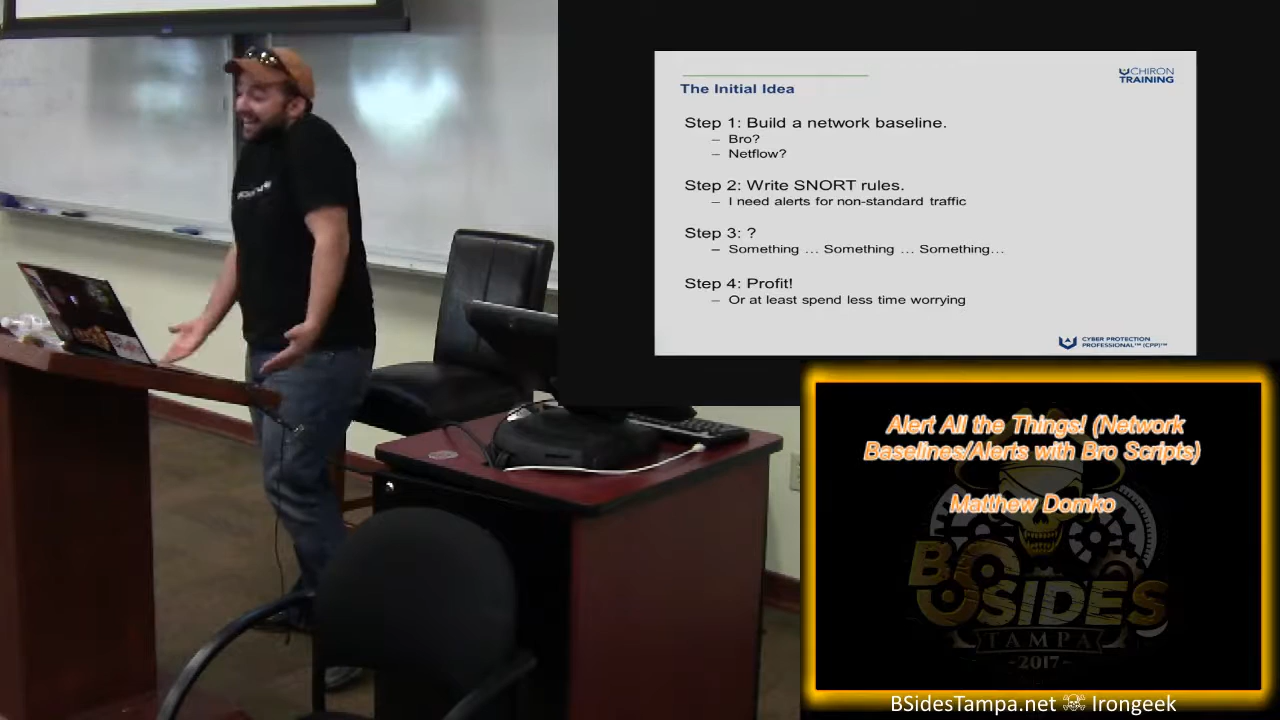 CHIRON
TRAINING
The Initial Idea
Step 1: Build a network baseline.
– Bro?
– Netflow?
Step 2: Write SNORT rules.
– I need alerts for non-standard traffic
Step 3: ?
– Something … Something … Something…
Step 4: Profit!
– Or at least spend less time worrying
CYBER PROTECTION
PROFESSIONAL™ (CPP)™
Alert All the Things! (Network
Baselines/Alerts with Bro Scripts)
Matthew Domko
BSIDES
TAMPA
-2017-
BSidesTampa.net ☠ Irongeek